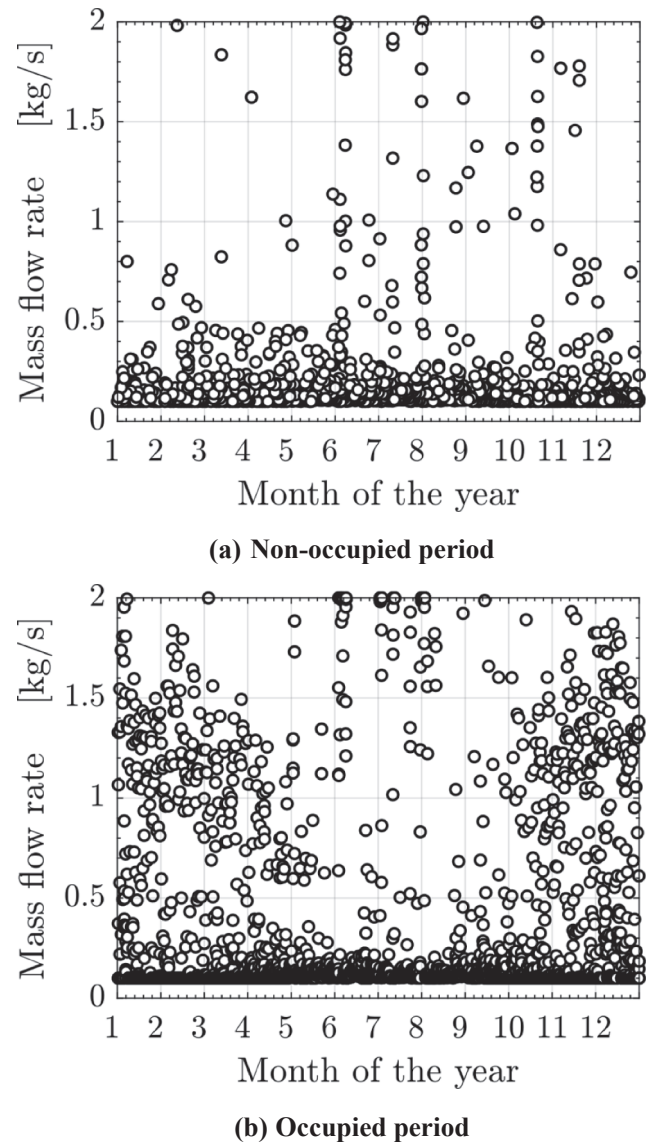 2
1.5
1
0.5
0
Mass flow rate [kg/s]
1 2 3 4 5 6 7 8 9 10 11 12
Month of the year
(a) Non-occupied period
2
1.5
1
0.5
0
Mass flow rate [kg/s]
1 2 3 4 5 6 7 8 9 10 11 12
Month of the year
(b) Occupied period